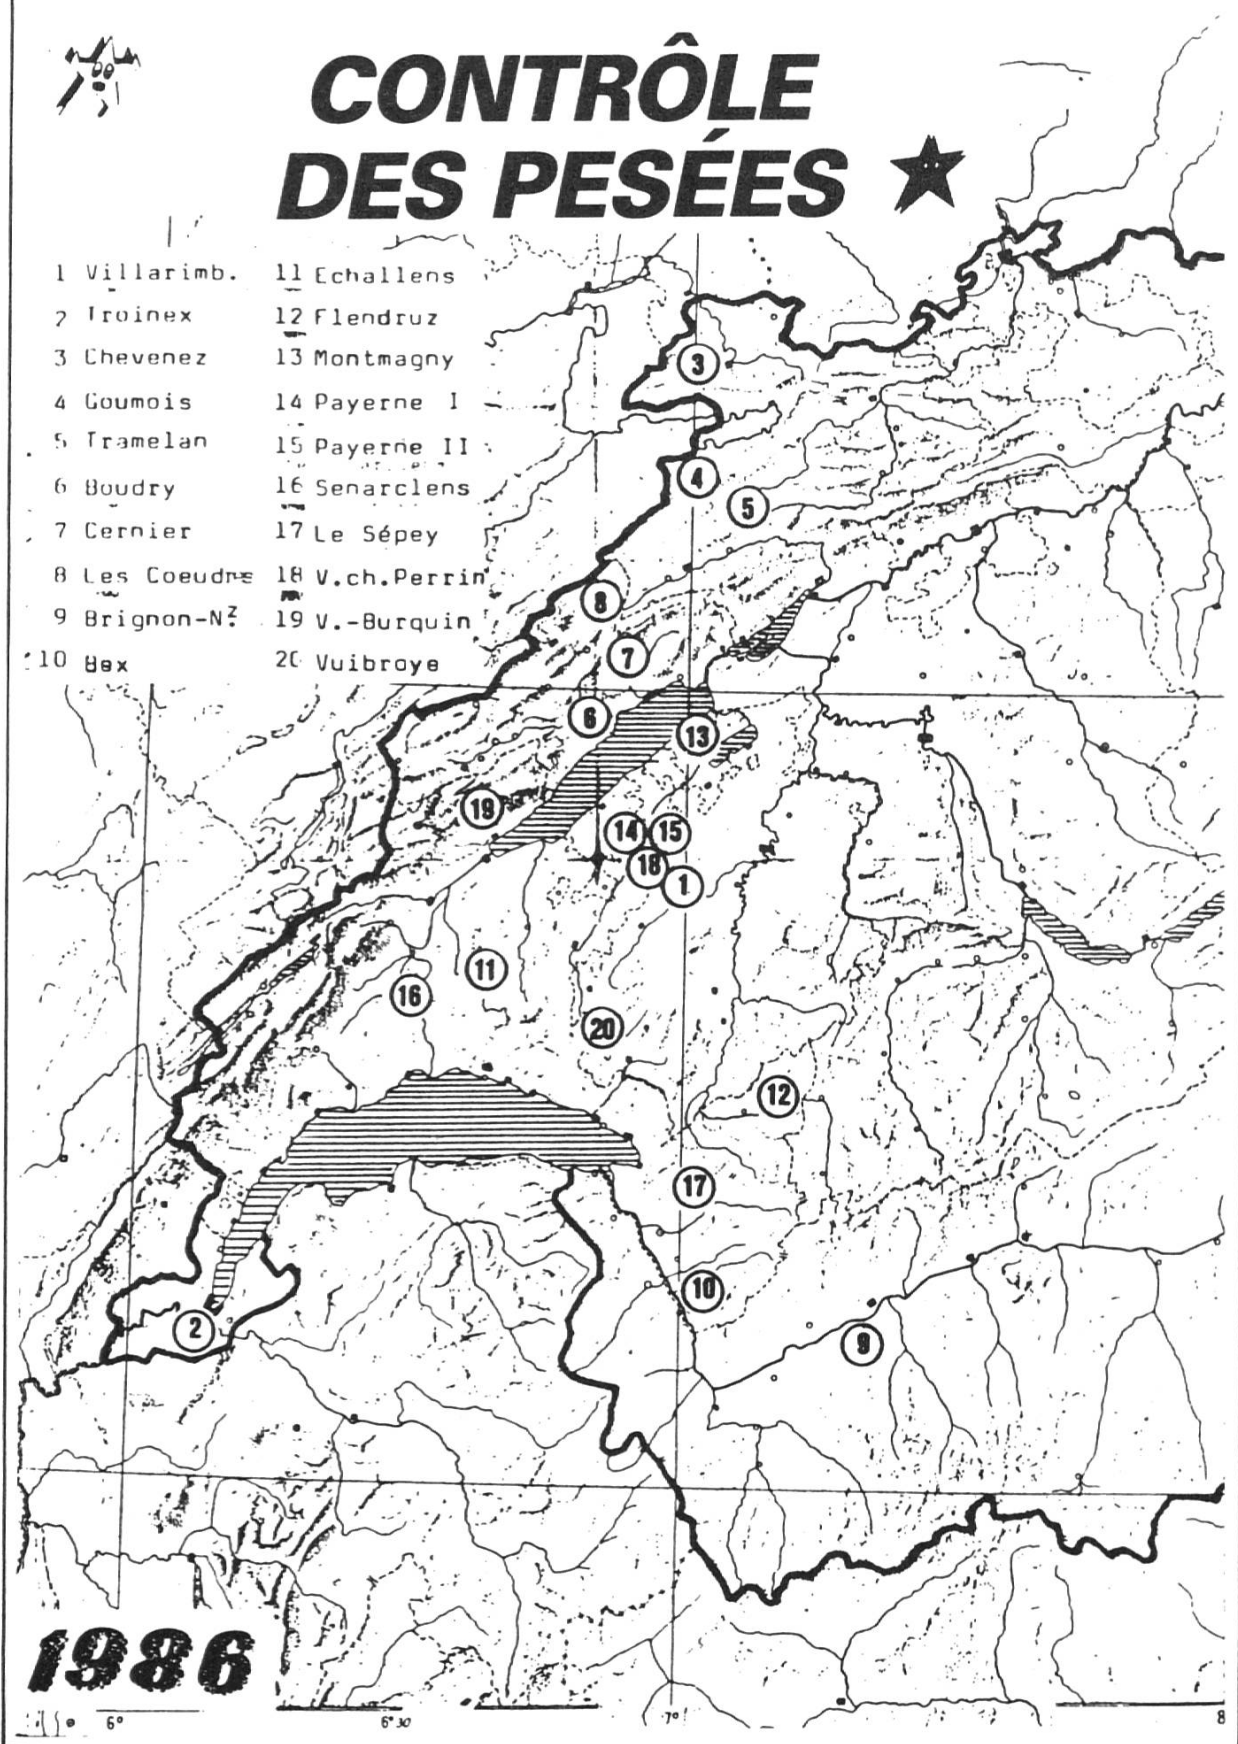 CONTRÔLE
DES PESÉES
1 Villarimb.
2 Troinex
3 Chevenez
4 Goumois
5 Tramelan
6 Boudry
7 Cernier
8 Les Coeudre
9 Brignon-Nz.
10 Bex
11 Echallens
12 Flendruz
13 Montmagny
14 Payerne I
15 Payerne II
16 Senarclens
17 Le Sépey
18 V.ch.Perrin
19 V.-Burquin
20 Vuibroye
3
4
5
8
7
6
13
19
14
15
18
1
11
16
20
12
17
10
2
9
1986
6°
6°30
7°
8